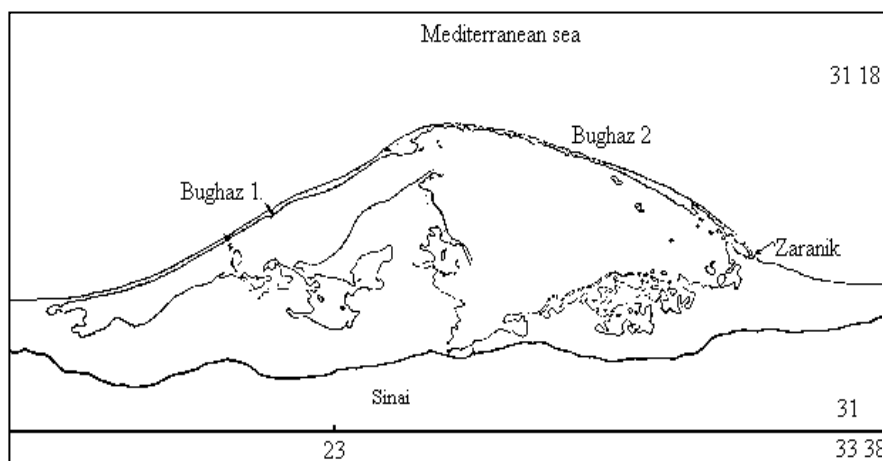 Mediterranean sea
31 18
Bughaz 2
Bughaz 1
Zaranik
Sinai
31
23
33 38